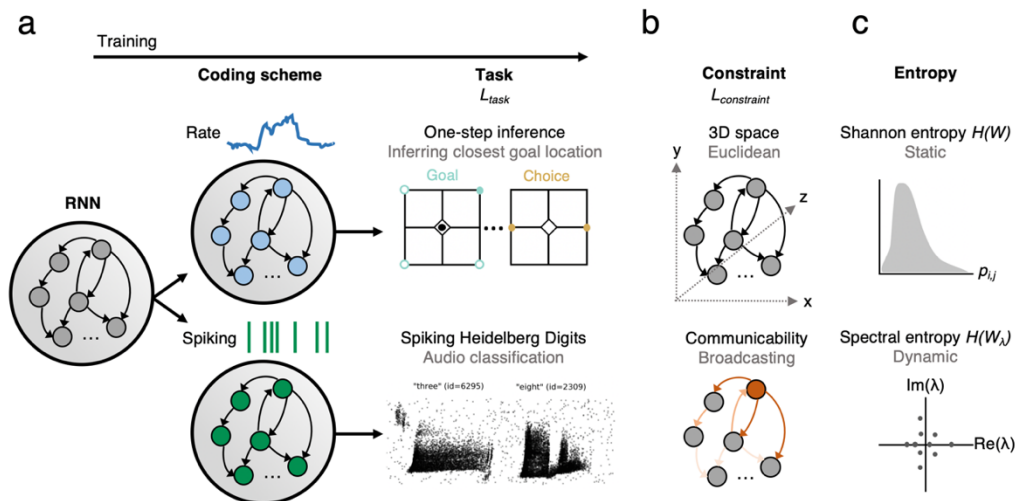 a
Training
Coding scheme
Task
L_task
Rate
One-step inference
Inferring closest goal location
Goal
Choice
RNN
...
...
...
Spiking
Spiking Heidelberg Digits
Audio classification
"three" (id=6295)
"eight" (id=2309)
...
b
Constraint
L_constraint
3D space
Euclidean
y
z
...
x
Communicability
Broadcasting
...
c
Entropy
Shannon entropy H(W)
Static
p_i,j
Spectral entropy H(W_λ)
Dynamic
Im(λ)
Re(λ)